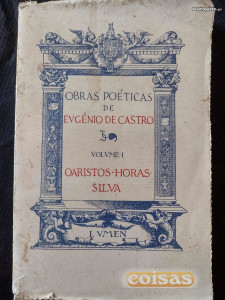 OBRAS POÉTICAS
DE
EVGÉNIO DE CASTRO
VOLVME I
OARISTOS · HORAS ·
SILVA
LVMEN
coisas